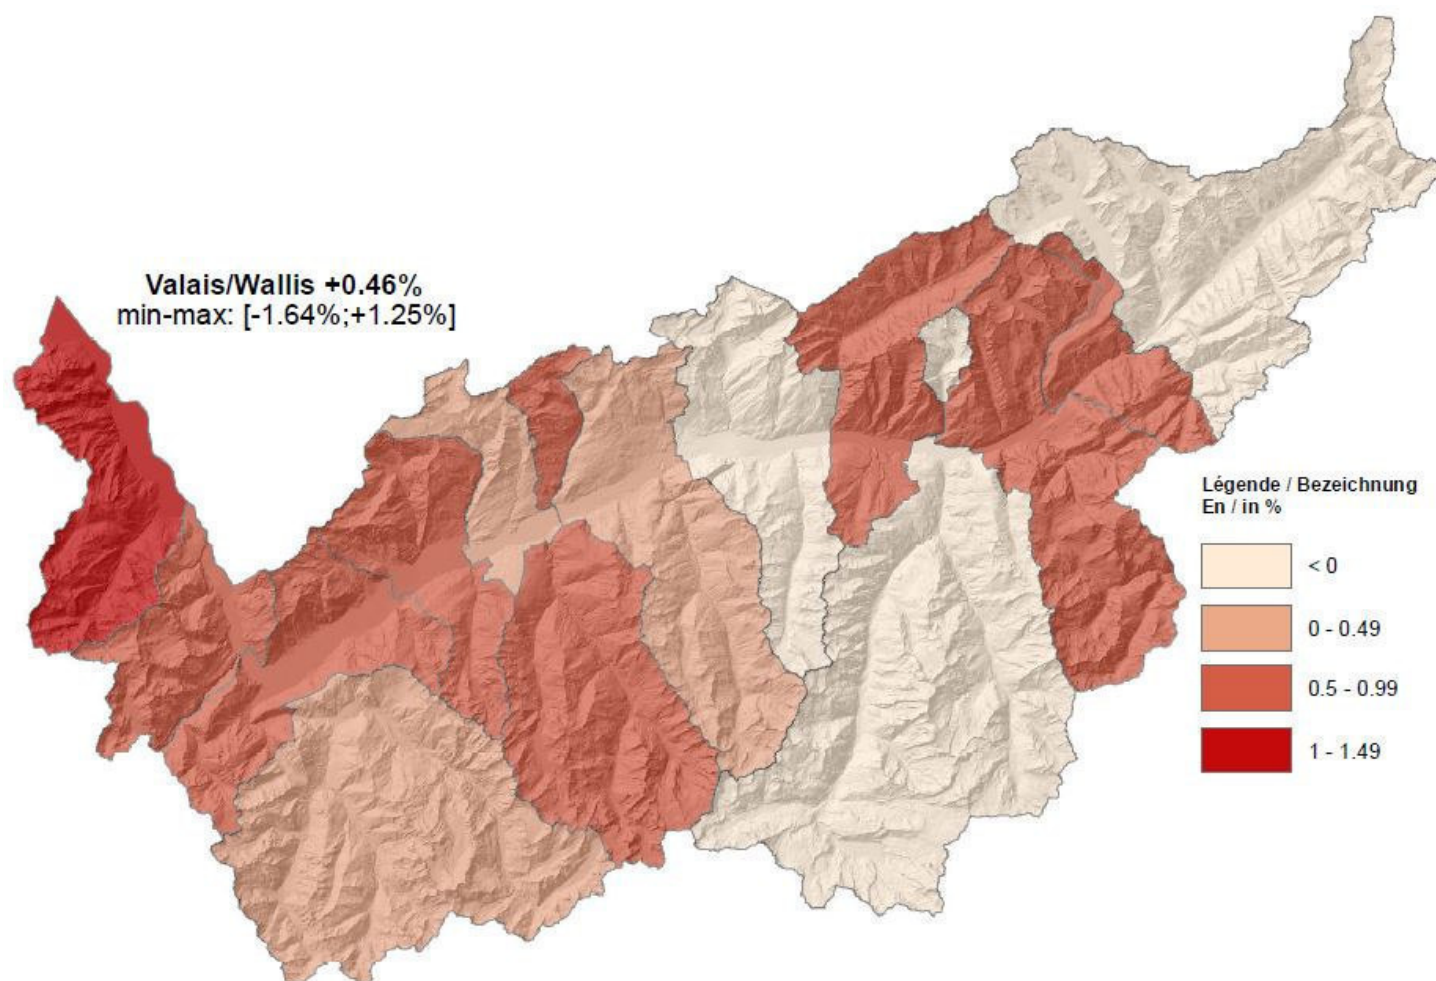 Valais/Wallis +0.46%
min-max: [-1.64%;+1.25%]
Légende / Bezeichnung
En / in %
< 0
0 - 0.49
0.5 - 0.99
1 - 1.49